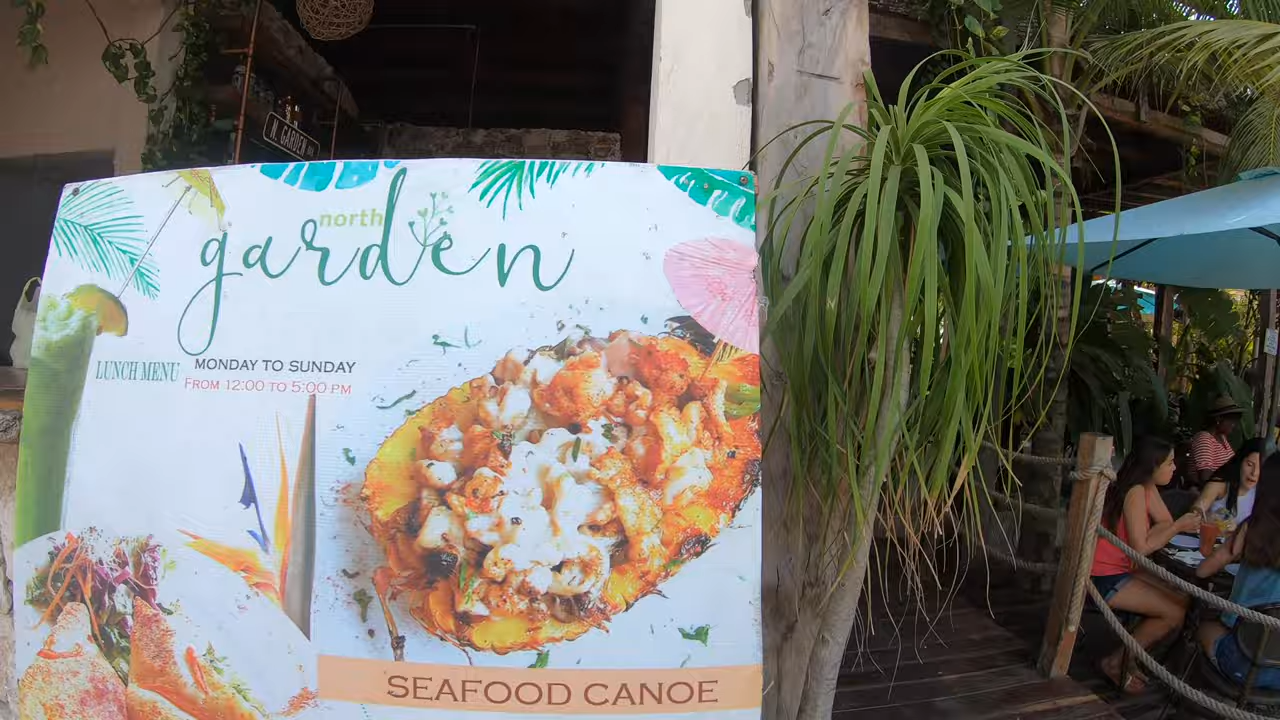 N. GARDEN
north
garden
LUNCH MENU
MONDAY TO SUNDAY
FROM 12:00 TO 5:00 PM
SEAFOOD CANOE